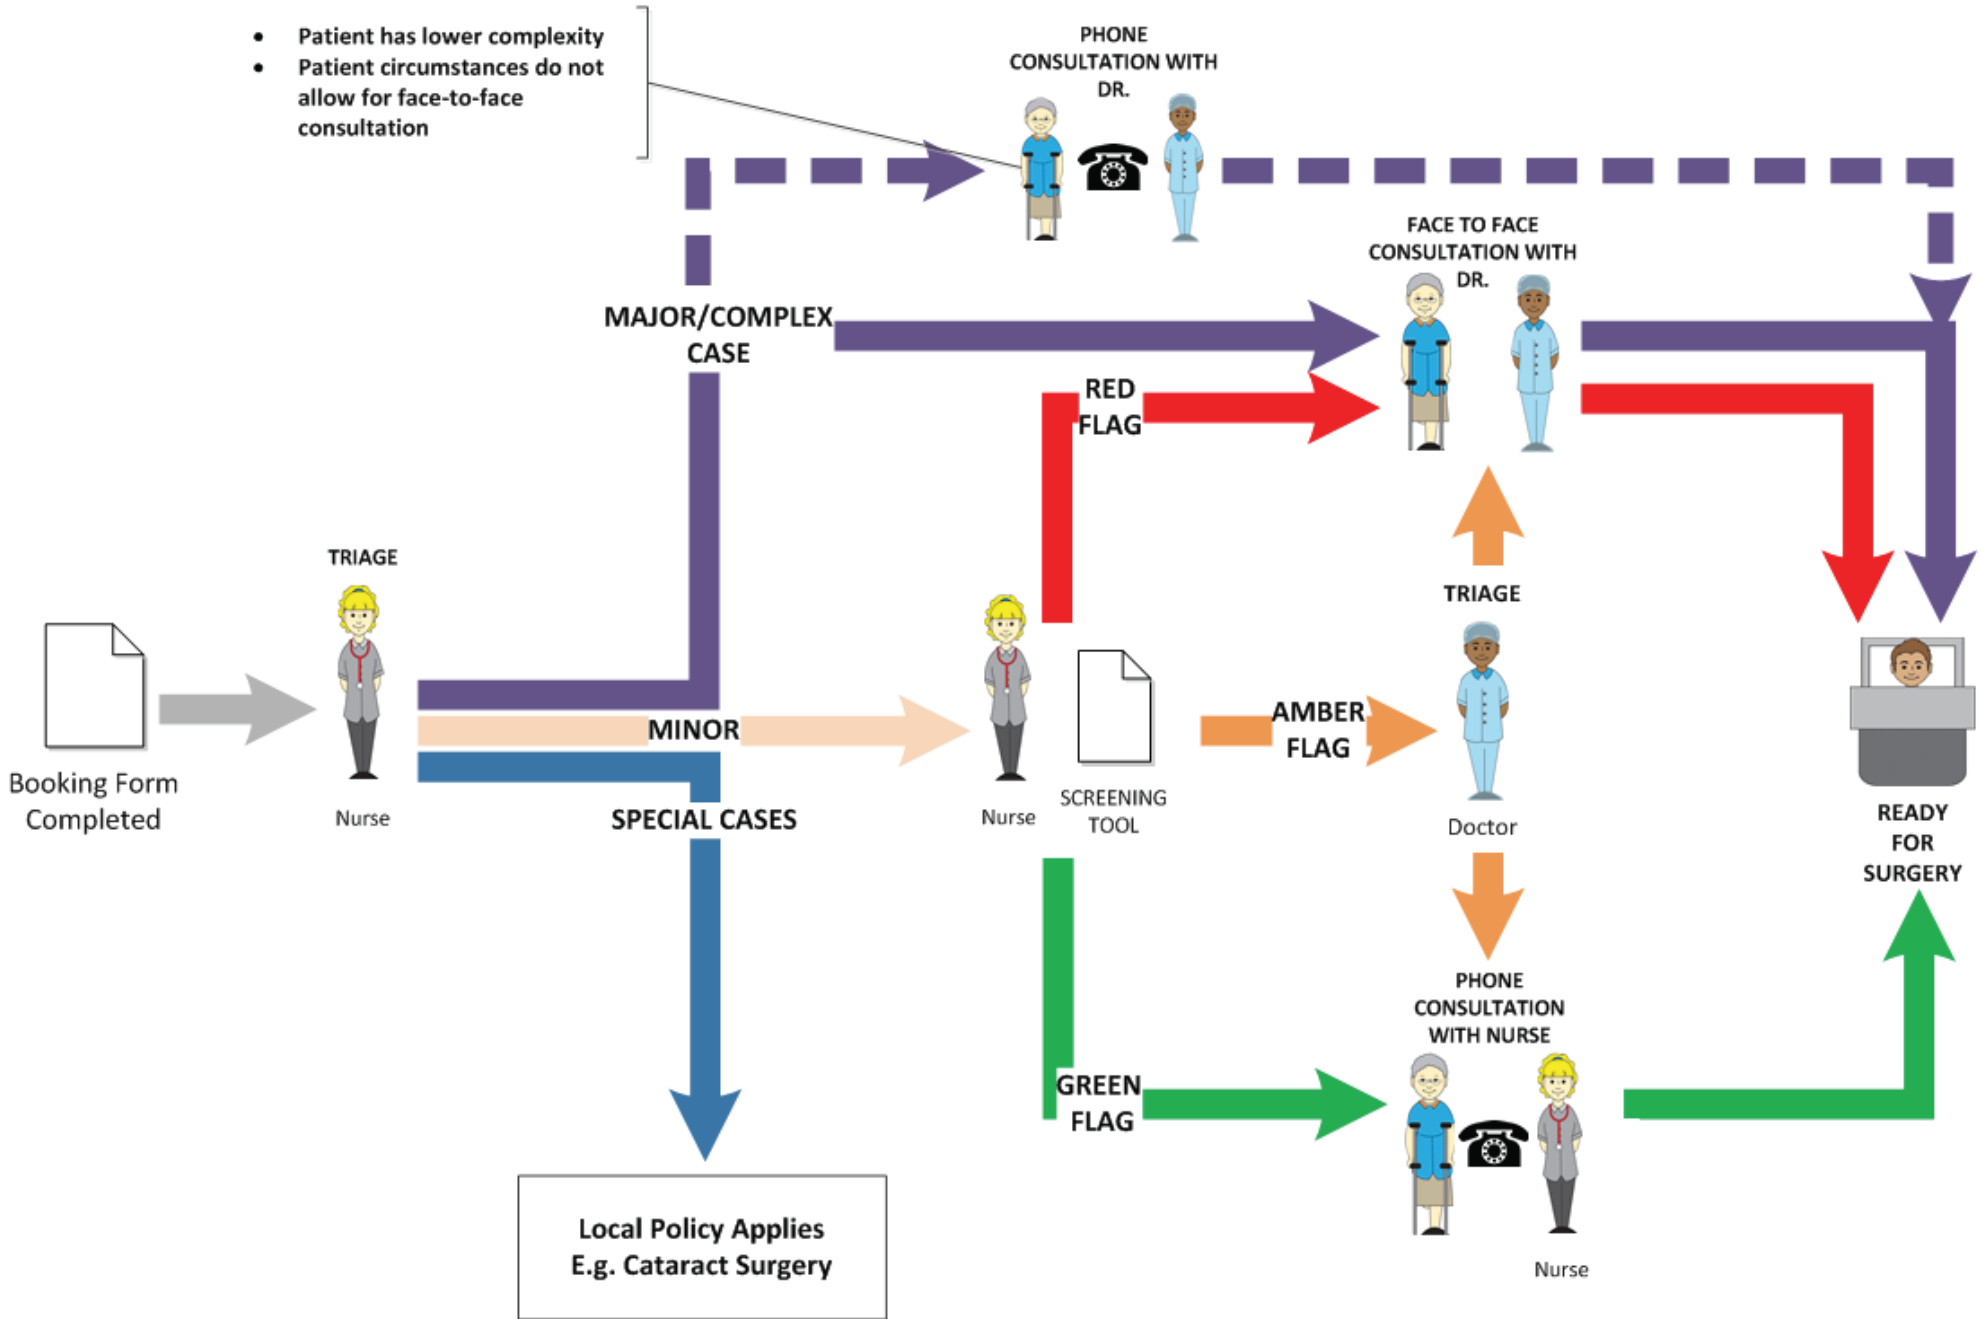 • Patient has lower complexity
• Patient circumstances do not
allow for face-to-face
consultation
PHONE
CONSULTATION WITH
DR.
FACE TO FACE
CONSULTATION WITH
DR.
MAJOR/COMPLEX
CASE
RED
FLAG
TRIAGE
TRIAGE
Booking Form
Completed
Nurse
MINOR
SPECIAL CASES
Nurse
SCREENING
TOOL
AMBER
FLAG
Doctor
READY
FOR
SURGERY
PHONE
CONSULTATION
WITH NURSE
GREEN
FLAG
Nurse
Local Policy Applies
E.g. Cataract Surgery